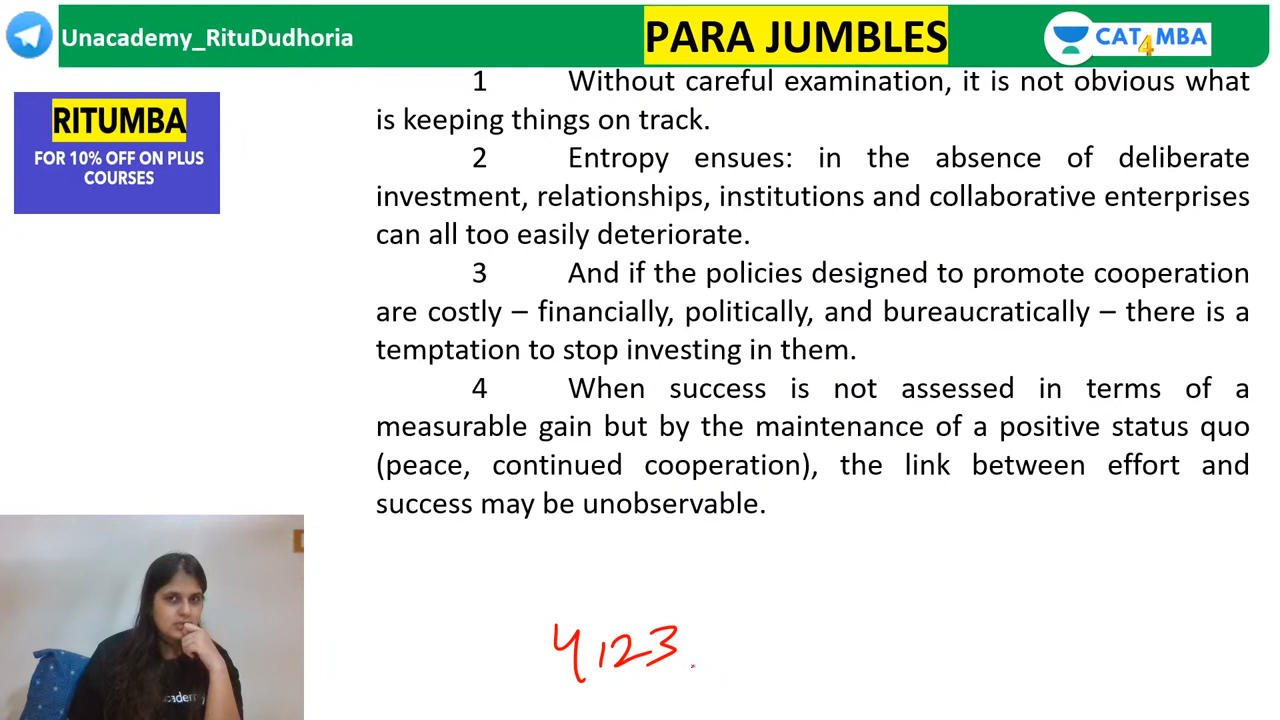 Unacademy_RituDudhoria
PARA JUMBLES
CAT4MBA
RITUMBA
FOR 10% OFF ON PLUS
COURSES
1 Without careful examination, it is not obvious what
is keeping things on track.
2 Entropy ensues: in the absence of deliberate
investment, relationships, institutions and collaborative enterprises
can all too easily deteriorate.
3 And if the policies designed to promote cooperation
are costly – financially, politically, and bureaucratically – there is a
temptation to stop investing in them.
4 When success is not assessed in terms of a
measurable gain but by the maintenance of a positive status quo
(peace, continued cooperation), the link between effort and
success may be unobservable.
4123